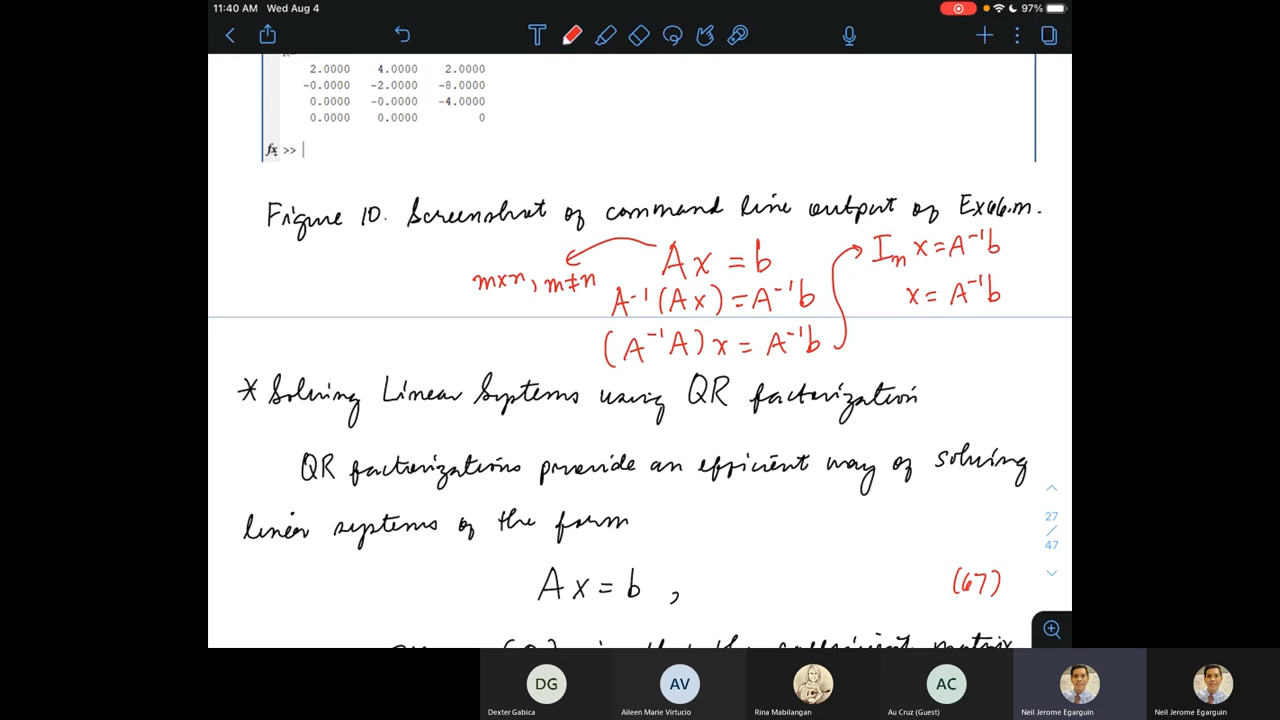 11:40 AM Wed Aug 4
97%
2.0000 4.0000 2.0000
-0.0000 -2.0000 -8.0000
0.0000 -0.0000 -4.0000
0.0000 0.0000 0
fx >>
Figure 10. Screenshot of command line output of Ex66.m.
Ax = b
m×n, m≠n
A⁻¹(Ax) = A⁻¹b
(A⁻¹A)x = A⁻¹b
Iₘ x = A⁻¹b
x = A⁻¹b
* Solving Linear Systems using QR factorization
QR factorizations provide an efficient way of solving
linear systems of the form
Ax = b , (67)
27
/
47
DG
Dexter Gabica
AV
Aileen Marie Virtucio
Rina Mabilangan
AC
Au Cruz (Guest)
Neil Jerome Egarguin
Neil Jerome Egarguin